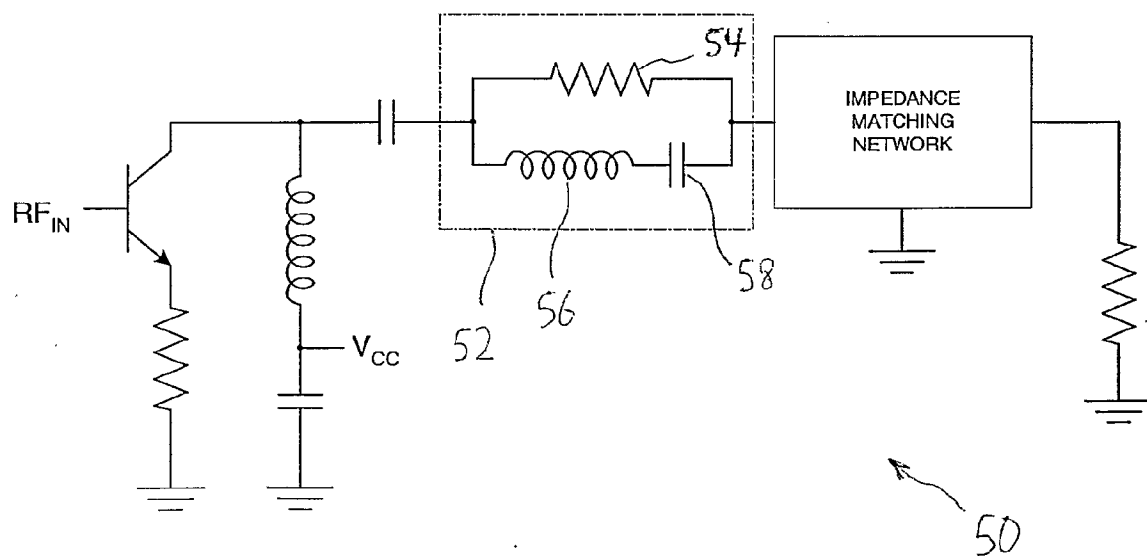 54
IMPEDANCE
MATCHING
NETWORK
RF_IN
58
56
52
V_CC
50